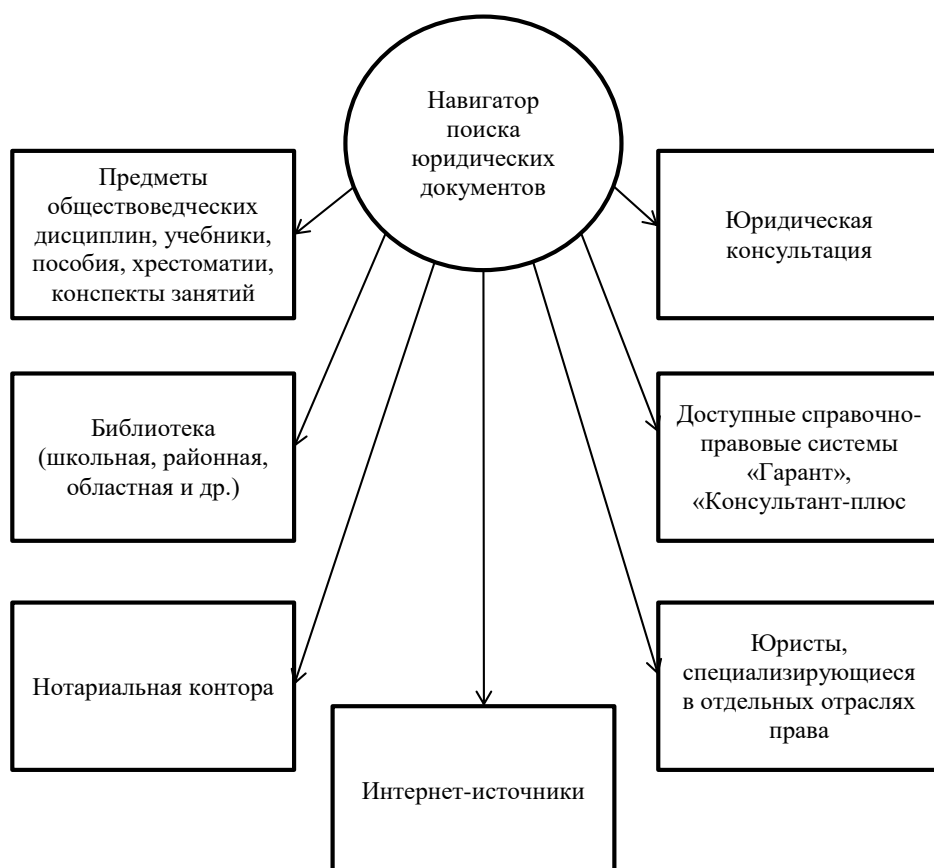 Навигатор
поиска
юридических
документов
Предметы
обществоведческих
дисциплин, учебники,
пособия, хрестоматии,
конспекты занятий
Юридическая
консультация
Библиотека
(школьная, районная,
областная и др.)
Доступные справочно-
правовые системы
«Гарант»,
«Консультант-плюс
Нотариальная контора
Юристы,
специализирующиеся
в отдельных отраслях
права
Интернет-источники